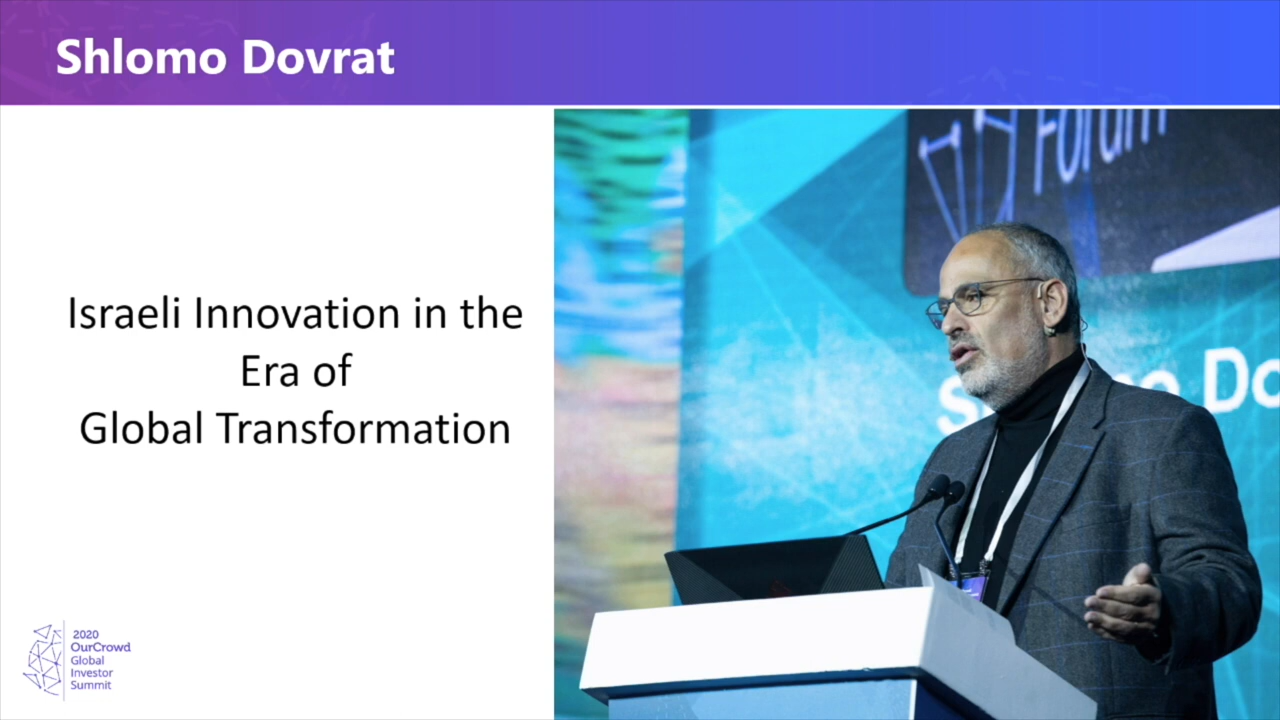 Shlomo Dovrat
Forum
Israeli Innovation in the
Era of
Global Transformation
2020
OurCrowd
Global
Investor
Summit